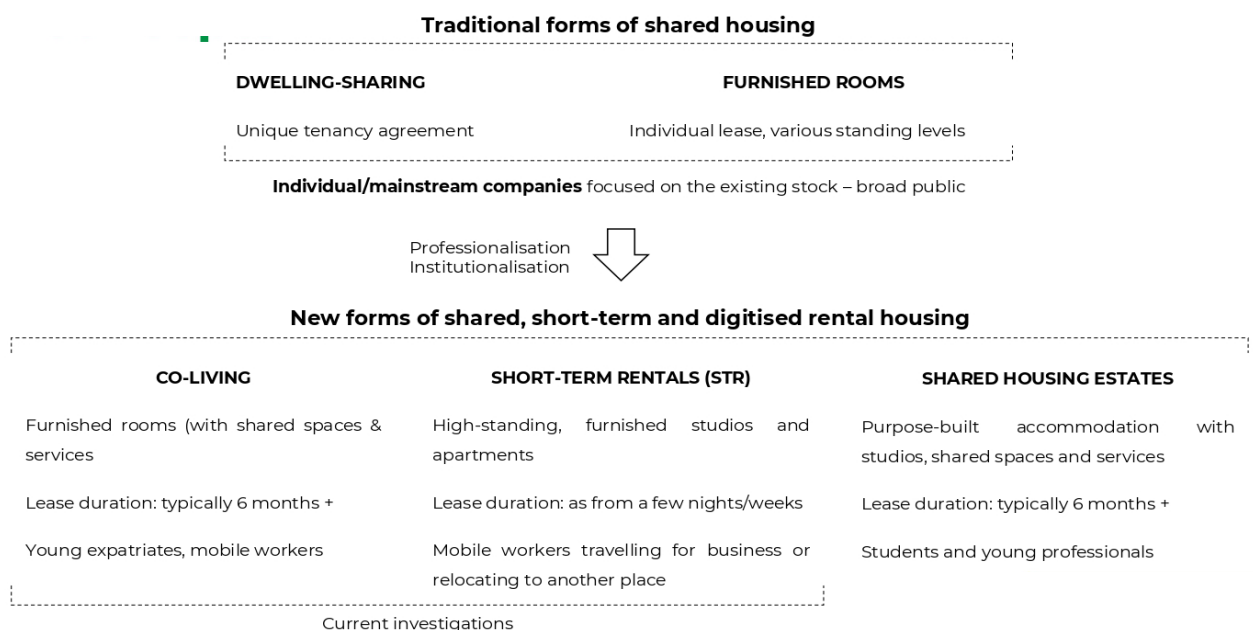 Traditional forms of shared housing
DWELLING-SHARING
Unique tenancy agreement
FURNISHED ROOMS
Individual lease, various standing levels
Individual/mainstream companies focused on the existing stock – broad public
Professionalisation
Institutionalisation
New forms of shared, short-term and digitised rental housing
CO-LIVING
Furnished rooms (with shared spaces &
services
Lease duration: typically 6 months +
Young expatriates, mobile workers
SHORT-TERM RENTALS (STR)
High-standing, furnished studios and
apartments
Lease duration: as from a few nights/weeks
Mobile workers travelling for business or
relocating to another place
SHARED HOUSING ESTATES
Purpose-built accommodation with
studios, shared spaces and services
Lease duration: typically 6 months +
Students and young professionals
Current investigations